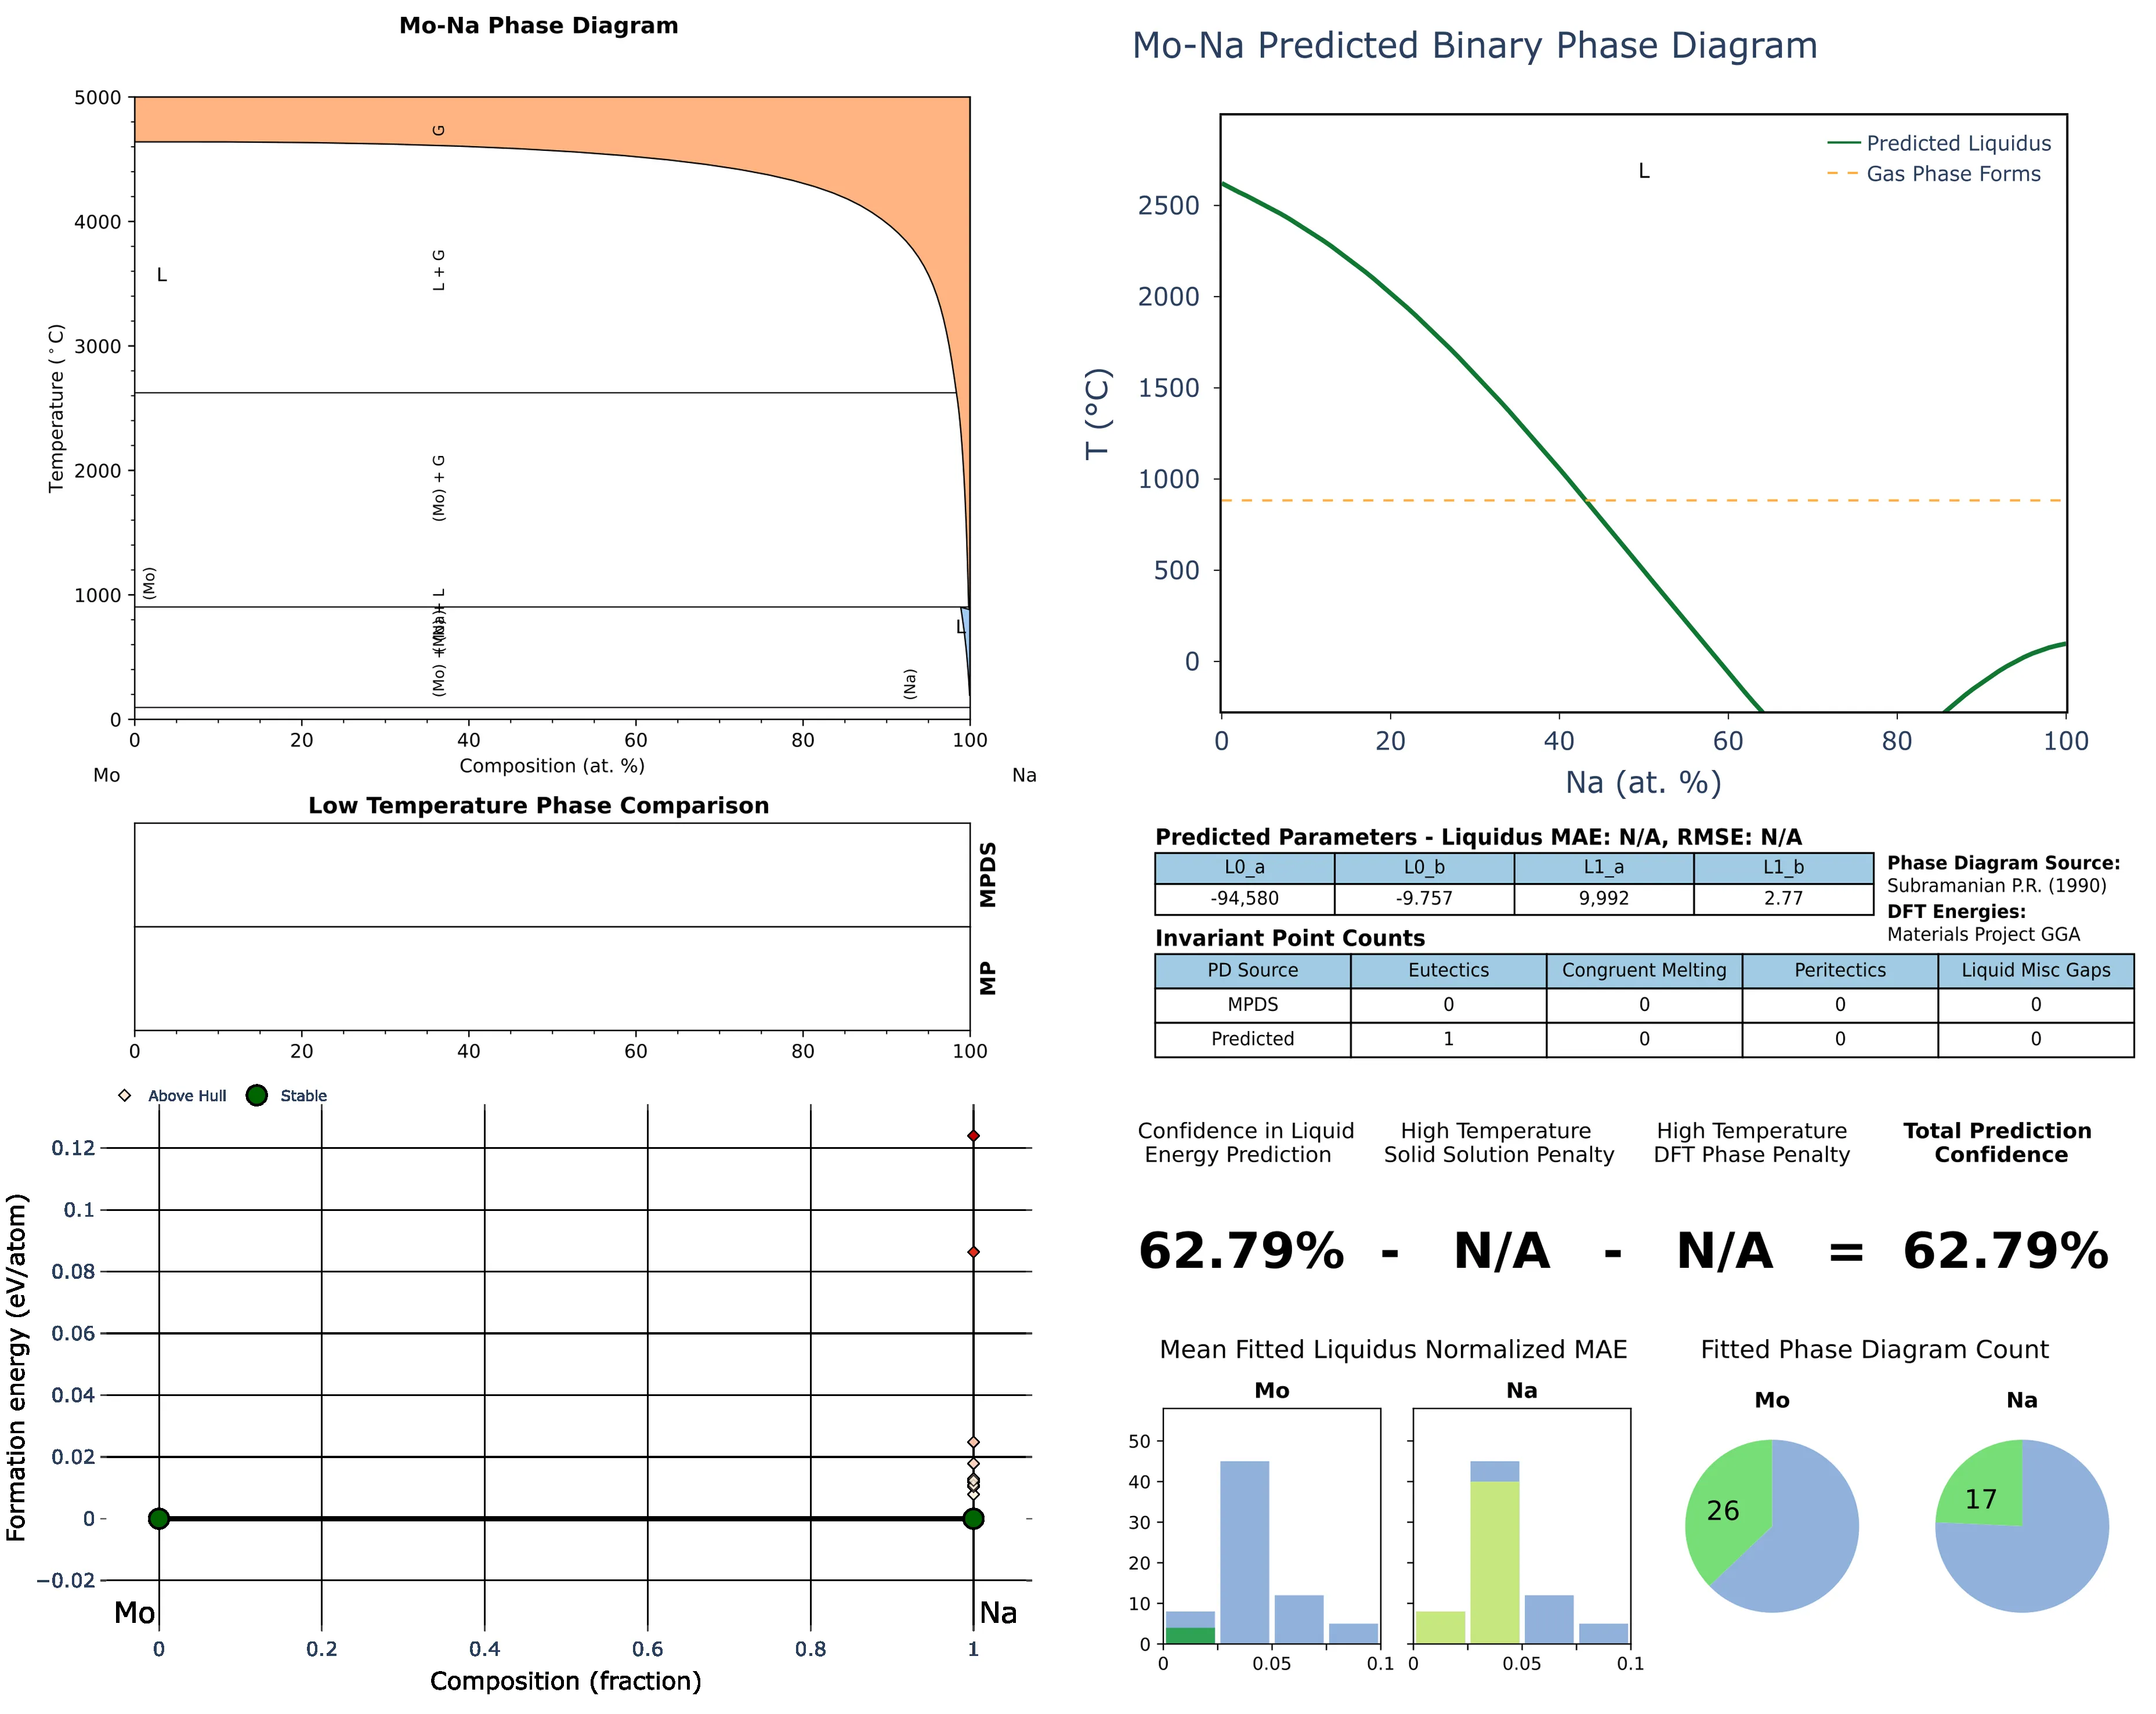 Mo-Na Phase Diagram
5000
4000
3000
2000
1000
0
Temperature (°C)
G
L + G
L
(Mo) + G
(Mo)
L
(Na)
0 20 40 60 80 100
Composition (at. %)
Mo Na
Low Temperature Phase Comparison
MPDS
MP
0 20 40 60 80 100
Above Hull Stable
0.12
0.1
0.08
0.06
0.04
0.02
0
−0.02
Formation energy (eV/atom)
Mo Na
0 0.2 0.4 0.6 0.8 1
Composition (fraction)
Mo-Na Predicted Binary Phase Diagram
Predicted Liquidus
Gas Phase Forms
L
2500
2000
1500
1000
500
0
T (°C)
0 20 40 60 80 100
Na (at. %)
Predicted Parameters - Liquidus MAE: N/A, RMSE: N/A
L0_a L0_b L1_a L1_b
-94,580 -9.757 9,992 2.77
Phase Diagram Source:
Subramanian P.R. (1990)
DFT Energies:
Materials Project GGA
Invariant Point Counts
PD Source Eutectics Congruent Melting Peritectics Liquid Misc Gaps
MPDS 0 0 0 0
Predicted 1 0 0 0
Confidence in Liquid
Energy Prediction
High Temperature
Solid Solution Penalty
High Temperature
DFT Phase Penalty
Total Prediction
Confidence
62.79% - N/A - N/A = 62.79%
Mean Fitted Liquidus Normalized MAE
Mo Na
50
40
30
20
10
0
0 0.05 0.1 0 0.05 0.1
Fitted Phase Diagram Count
Mo Na
26 17